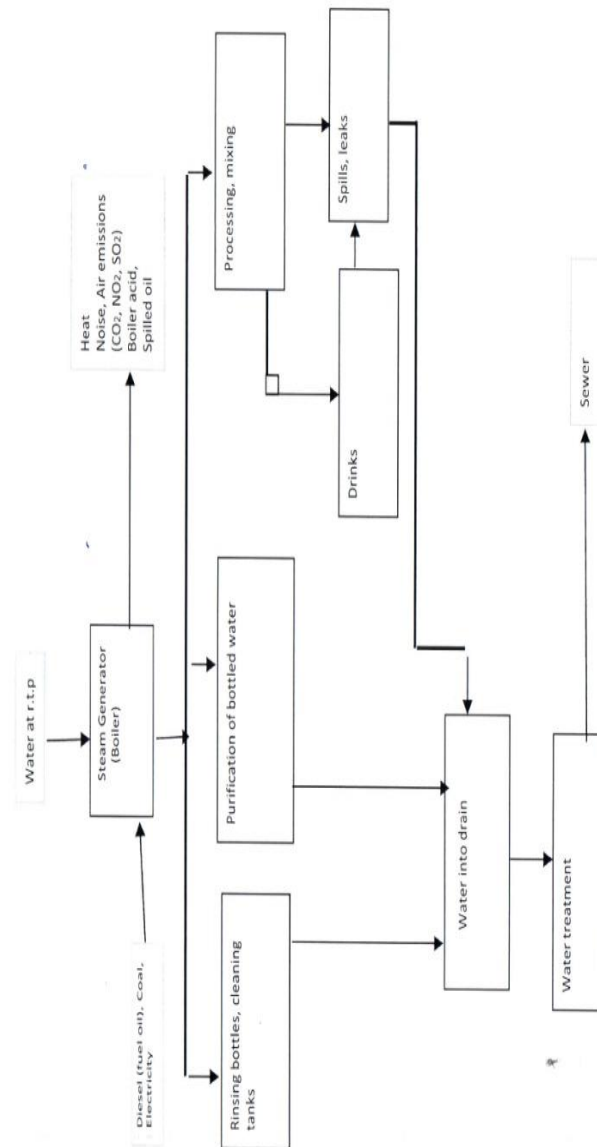 Water at r.t.p
Diesel (fuel oil), Coal,
Electricity
Steam Generator
(Boiler)
Heat
Noise, Air emissions
(CO2, NO2, SO2)
Boiler acid,
Spilled oil
Rinsing bottles, cleaning
tanks
Purification of bottled water
Processing, mixing
Drinks
Spills, leaks
Water into drain
Water treatment
Sewer